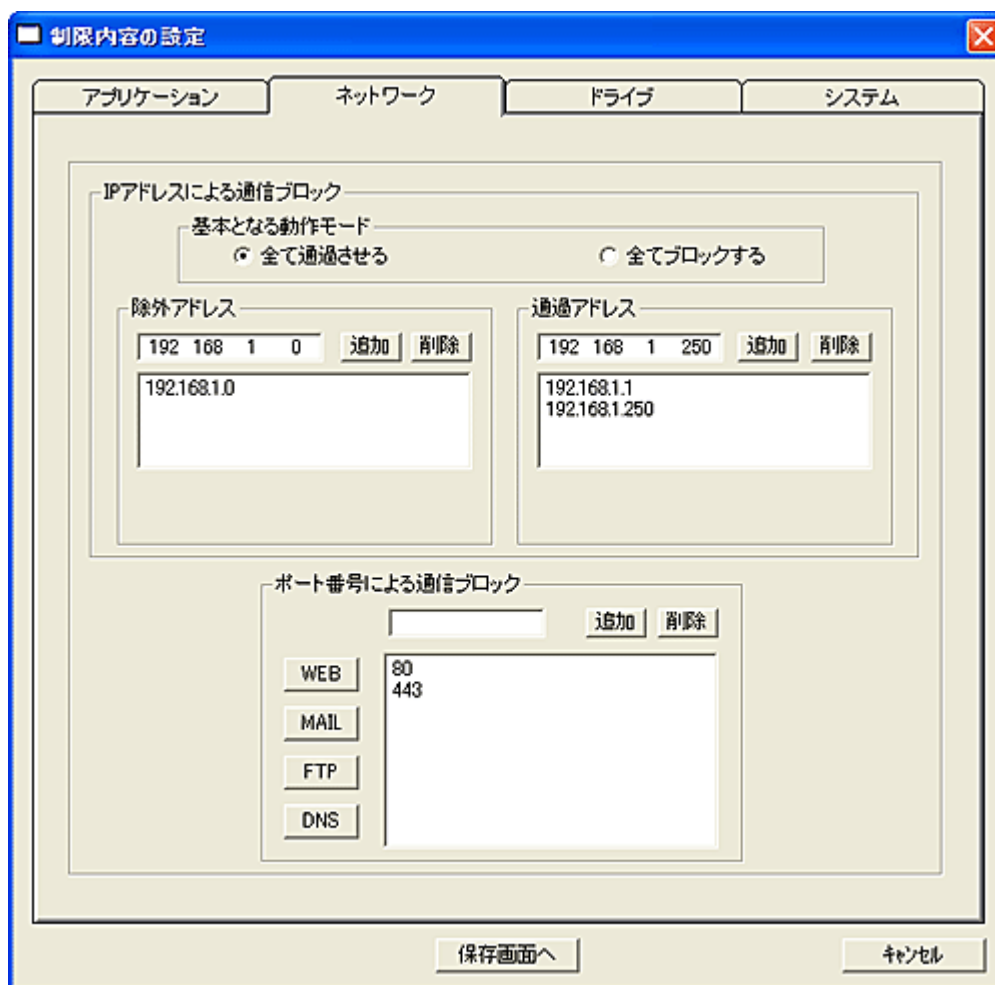 制限内容の設定
アプリケーション ネットワーク ドライブ システム
IPアドレスによる通信ブロック
基本となる動作モード
全て通過させる 全てブロックする
除外アドレス 通過アドレス
192 168 1 0 追加 削除 192 168 1 250 追加 削除
192.168.1.0 192.168.1.1
192.168.1.250
ポート番号による通信ブロック
追加 削除
WEB 80
443
MAIL
FTP
DNS
保存画面へ キャンセル